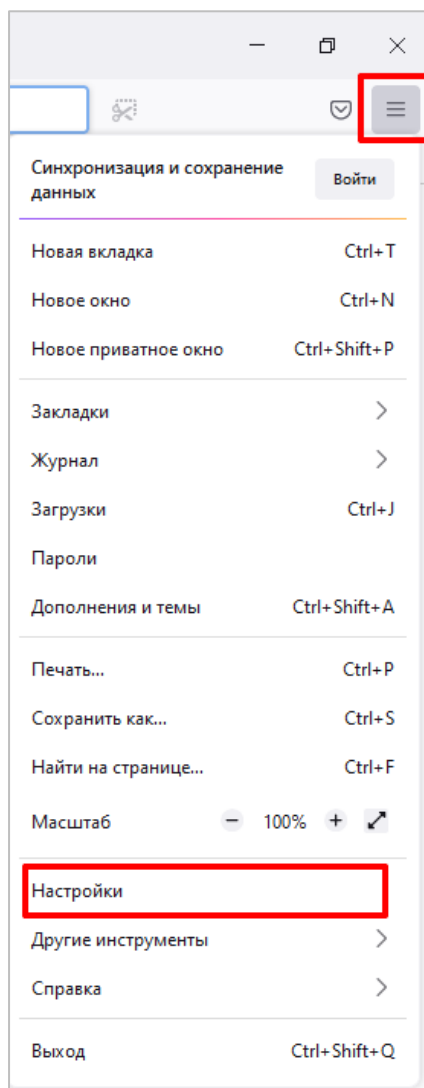 Синхронизация и сохранение
данных
Войти
Новая вкладка Ctrl+T
Новое окно Ctrl+N
Новое приватное окно Ctrl+Shift+P
Закладки
Журнал
Загрузки Ctrl+J
Пароли
Дополнения и темы Ctrl+Shift+A
Печать... Ctrl+P
Сохранить как... Ctrl+S
Найти на странице... Ctrl+F
Масштаб − 100% +
Настройки
Другие инструменты
Справка
Выход Ctrl+Shift+Q